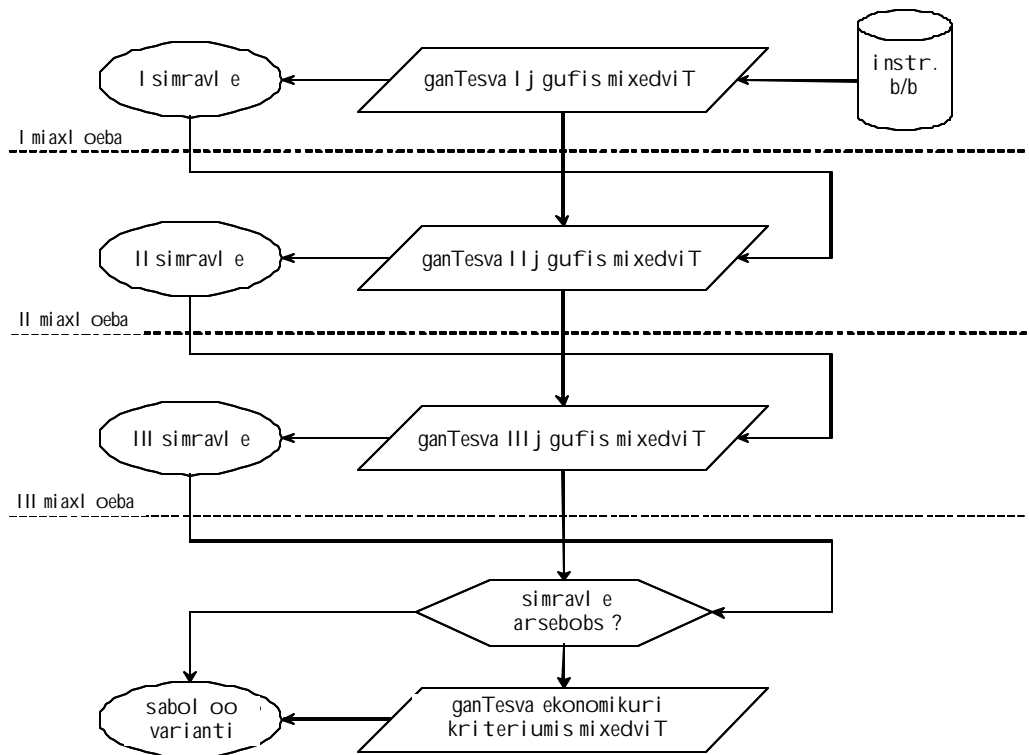 I simravle
ganTesva I jgufis mixedviT
instr.
b/b
I miaxloeba
II simravle
ganTesva II jgufis mixedviT
II miaxloeba
III simravle
ganTesva III jgufis mixedviT
III miaxloeba
simravle
arsebobs ?
saboloo
varianti
ganTesva ekonomikuri
kriteriumis mixedviT